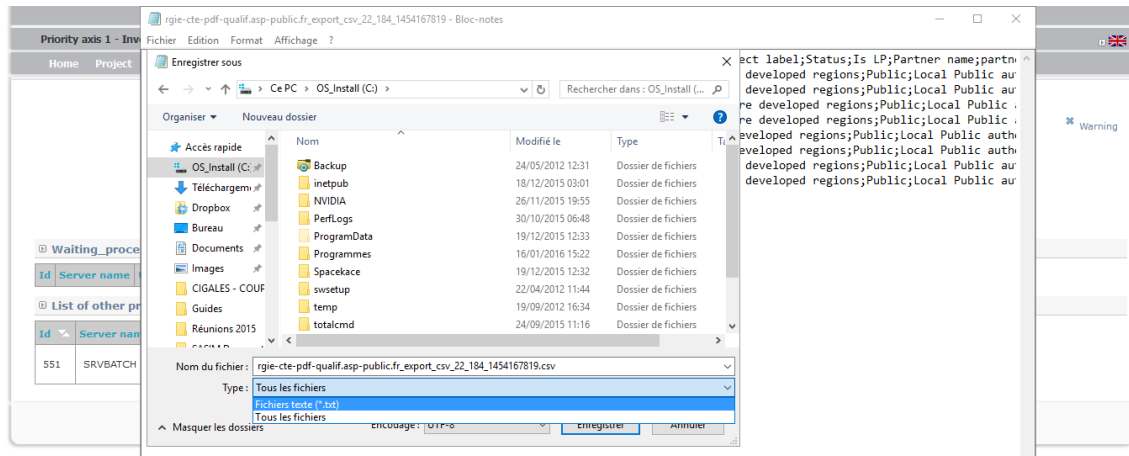 rgie-cte-pdf-qualif.asp-public.fr_export_csv_22_184_1454167819 - Bloc-notes
Priority axis 1 - Inv
Fichier Edition Format Affichage ?
Home Project
Enregistrer sous
ect label;Status;Is LP;Partner name;partn
developed regions;Public;Local Public au
re developed regions;Public;Local Public
re developed regions;Public;Local Public
eveloped regions;Public;Local Public auth
eveloped regions;Public;Local Public auth
developed regions;Public;Local Public au
developed regions;Public;Local Public au
Warning
Ce PC > OS_Install (C:) >
Rechercher dans : OS_Install (...
Organiser Nouveau dossier
Nom Modifié le Type Ta
Accès rapide
OS_Install (C:)
Téléchargem
Dropbox
Bureau
Documents
Images
CIGALES - COUP
Guides
Réunions 2015
Backup 24/05/2012 12:31 Dossier de fichiers
inetpub 18/12/2015 03:01 Dossier de fichiers
NVIDIA 26/11/2015 19:55 Dossier de fichiers
PerfLogs 30/10/2015 06:48 Dossier de fichiers
ProgramData 19/12/2015 12:33 Dossier de fichiers
Programmes 16/01/2016 15:22 Dossier de fichiers
Spacekace 19/12/2015 12:32 Dossier de fichiers
swsetup 22/04/2012 11:44 Dossier de fichiers
temp 19/09/2012 16:34 Dossier de fichiers
totalcmd 24/09/2015 11:16 Dossier de fichiers
Waiting_proce
Id Server name
List of other pr
Id Server nam
551 SRVBATCH
Nom du fichier : rgie-cte-pdf-qualif.asp-public.fr_export_csv_22_184_1454167819.csv
Type : Tous les fichiers
Fichiers texte (*.txt)
Tous les fichiers
Masquer les dossiers Encodage : UTF-8 Enregistrer Annuler